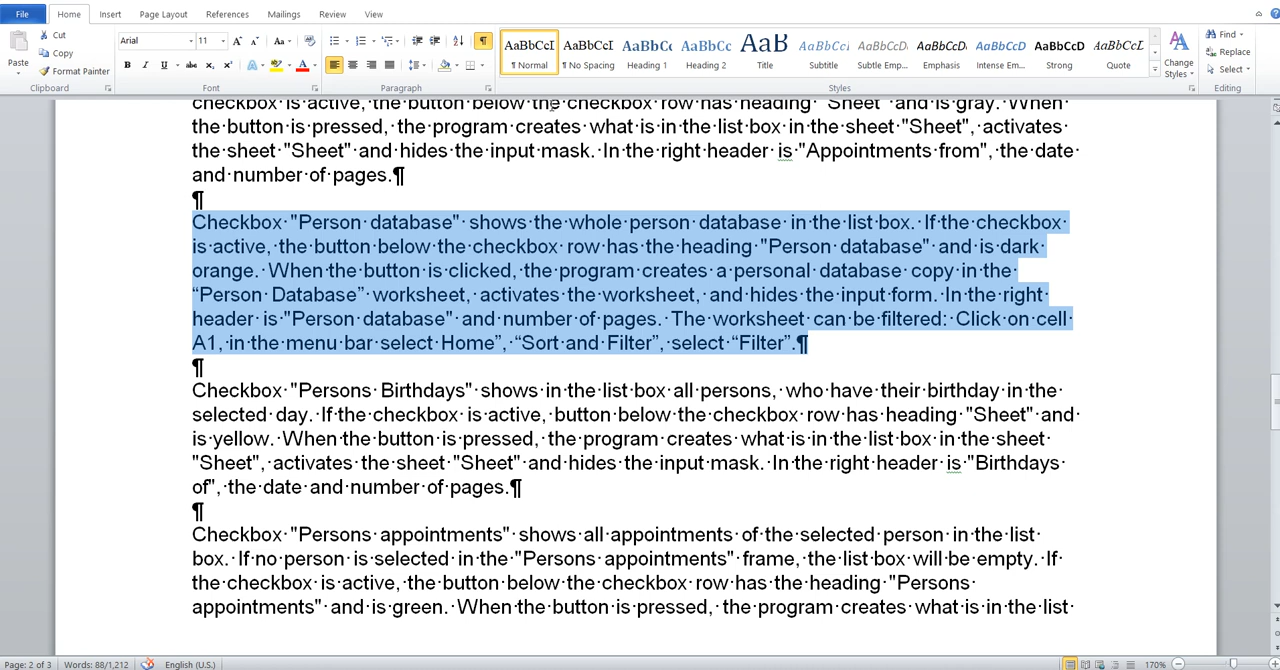 File Home Insert Page Layout References Mailings Review View
Paste Cut Copy Format Painter Clipboard
Arial 11 Font
Paragraph
AaBbCcI ¶ Normal AaBbCcI ¶ No Spacing AaBbCc Heading 1 AaBbCc Heading 2 AaB Title AaBbCcI Subtitle AaBbCcD. Subtle Emp... AaBbCcD. Emphasis AaBbCcD Intense Em... AaBbCcD Strong AaBbCcL Quote Change Styles Styles
Find Replace Select Editing
checkbox is active, the button below the checkbox row has heading "Sheet" and is gray. When
the button is pressed, the program creates what is in the list box in the sheet "Sheet", activates
the sheet "Sheet" and hides the input mask. In the right header is "Appointments from", the date
and number of pages.¶
¶
Checkbox "Person database" shows the whole person database in the list box. If the checkbox
is active, the button below the checkbox row has the heading "Person database" and is dark
orange. When the button is clicked, the program creates a personal database copy in the
“Person Database” worksheet, activates the worksheet, and hides the input form. In the right
header is "Person database" and number of pages. The worksheet can be filtered: Click on cell
A1, in the menu bar select Home”, “Sort and Filter”, select “Filter”.¶
¶
Checkbox "Persons Birthdays" shows in the list box all persons, who have their birthday in the
selected day. If the checkbox is active, button below the checkbox row has heading "Sheet" and
is yellow. When the button is pressed, the program creates what is in the list box in the sheet
"Sheet", activates the sheet "Sheet" and hides the input mask. In the right header is "Birthdays
of", the date and number of pages.¶
¶
Checkbox "Persons appointments" shows all appointments of the selected person in the list
box. If no person is selected in the "Persons appointments" frame, the list box will be empty. If
the checkbox is active, the button below the checkbox row has the heading "Persons
appointments" and is green. When the button is pressed, the program creates what is in the list
Page: 2 of 3 Words: 88/1,212 English (U.S.) 170%